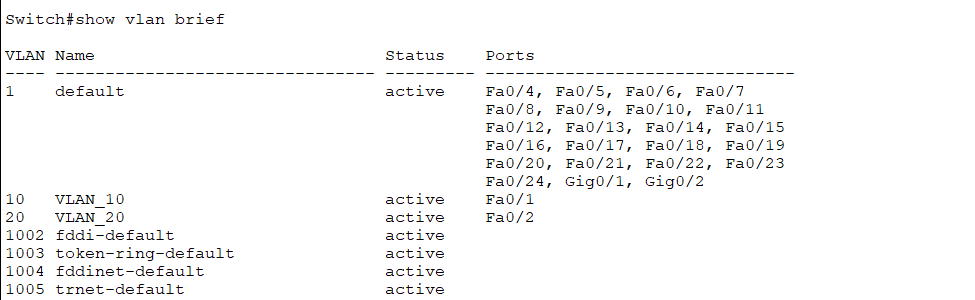 Switch#show vlan brief
VLAN Name                             Status    Ports
---- -------------------------------- --------- -------------------------------
1    default                          active    Fa0/4, Fa0/5, Fa0/6, Fa0/7
                                                Fa0/8, Fa0/9, Fa0/10, Fa0/11
                                                Fa0/12, Fa0/13, Fa0/14, Fa0/15
                                                Fa0/16, Fa0/17, Fa0/18, Fa0/19
                                                Fa0/20, Fa0/21, Fa0/22, Fa0/23
                                                Fa0/24, Gig0/1, Gig0/2
10   VLAN_10                          active    Fa0/1
20   VLAN_20                          active    Fa0/2
1002 fddi-default                     active
1003 token-ring-default               active
1004 fddinet-default                  active
1005 trnet-default                    active